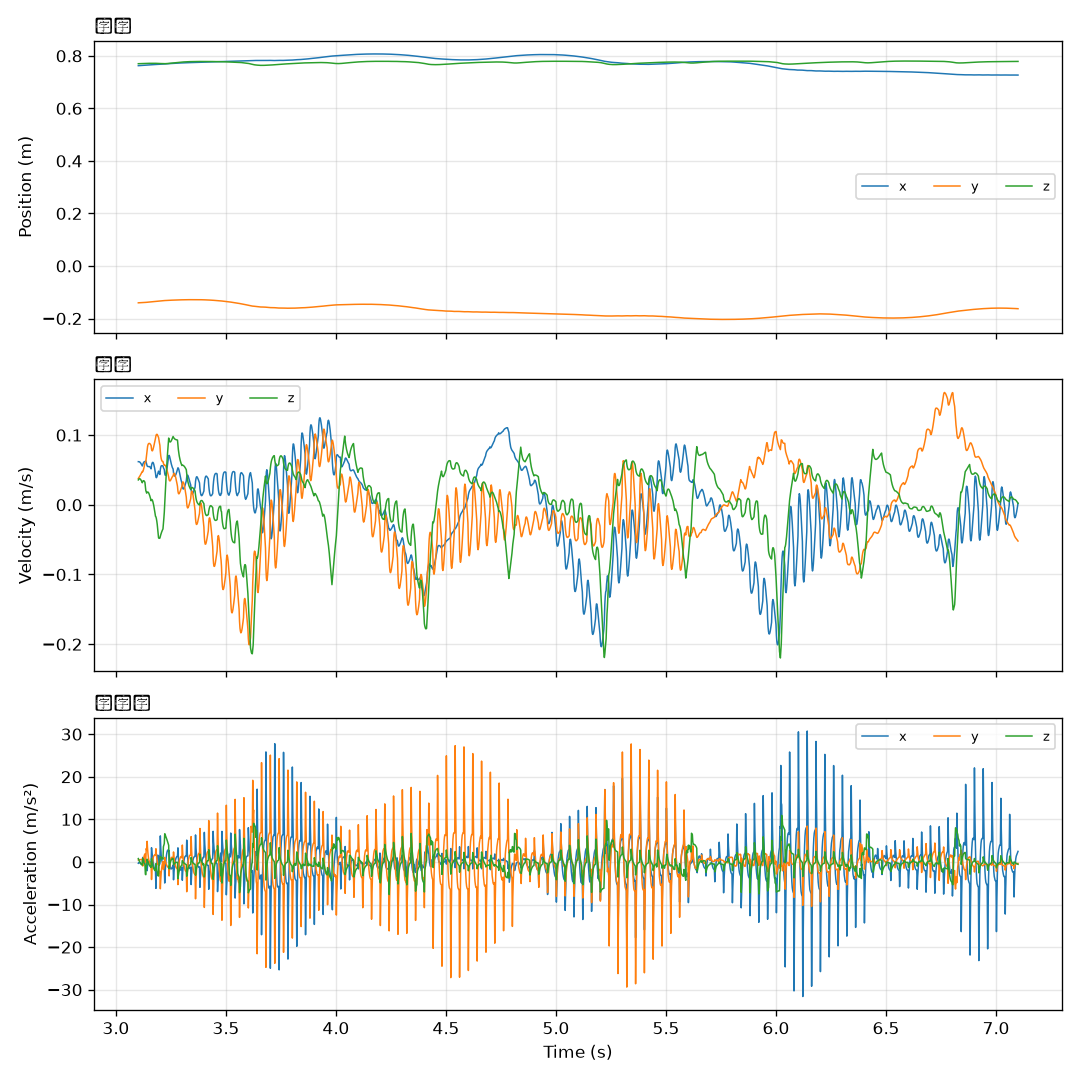 0.8
0.6
0.4
0.2
0.0
−0.2
Position (m)
x y z
0.1
0.0
−0.1
−0.2
Velocity (m/s)
x y z
30
20
10
0
−10
−20
−30
Acceleration (m/s²)
x y z
3.0 3.5 4.0 4.5 5.0 5.5 6.0 6.5 7.0
Time (s)